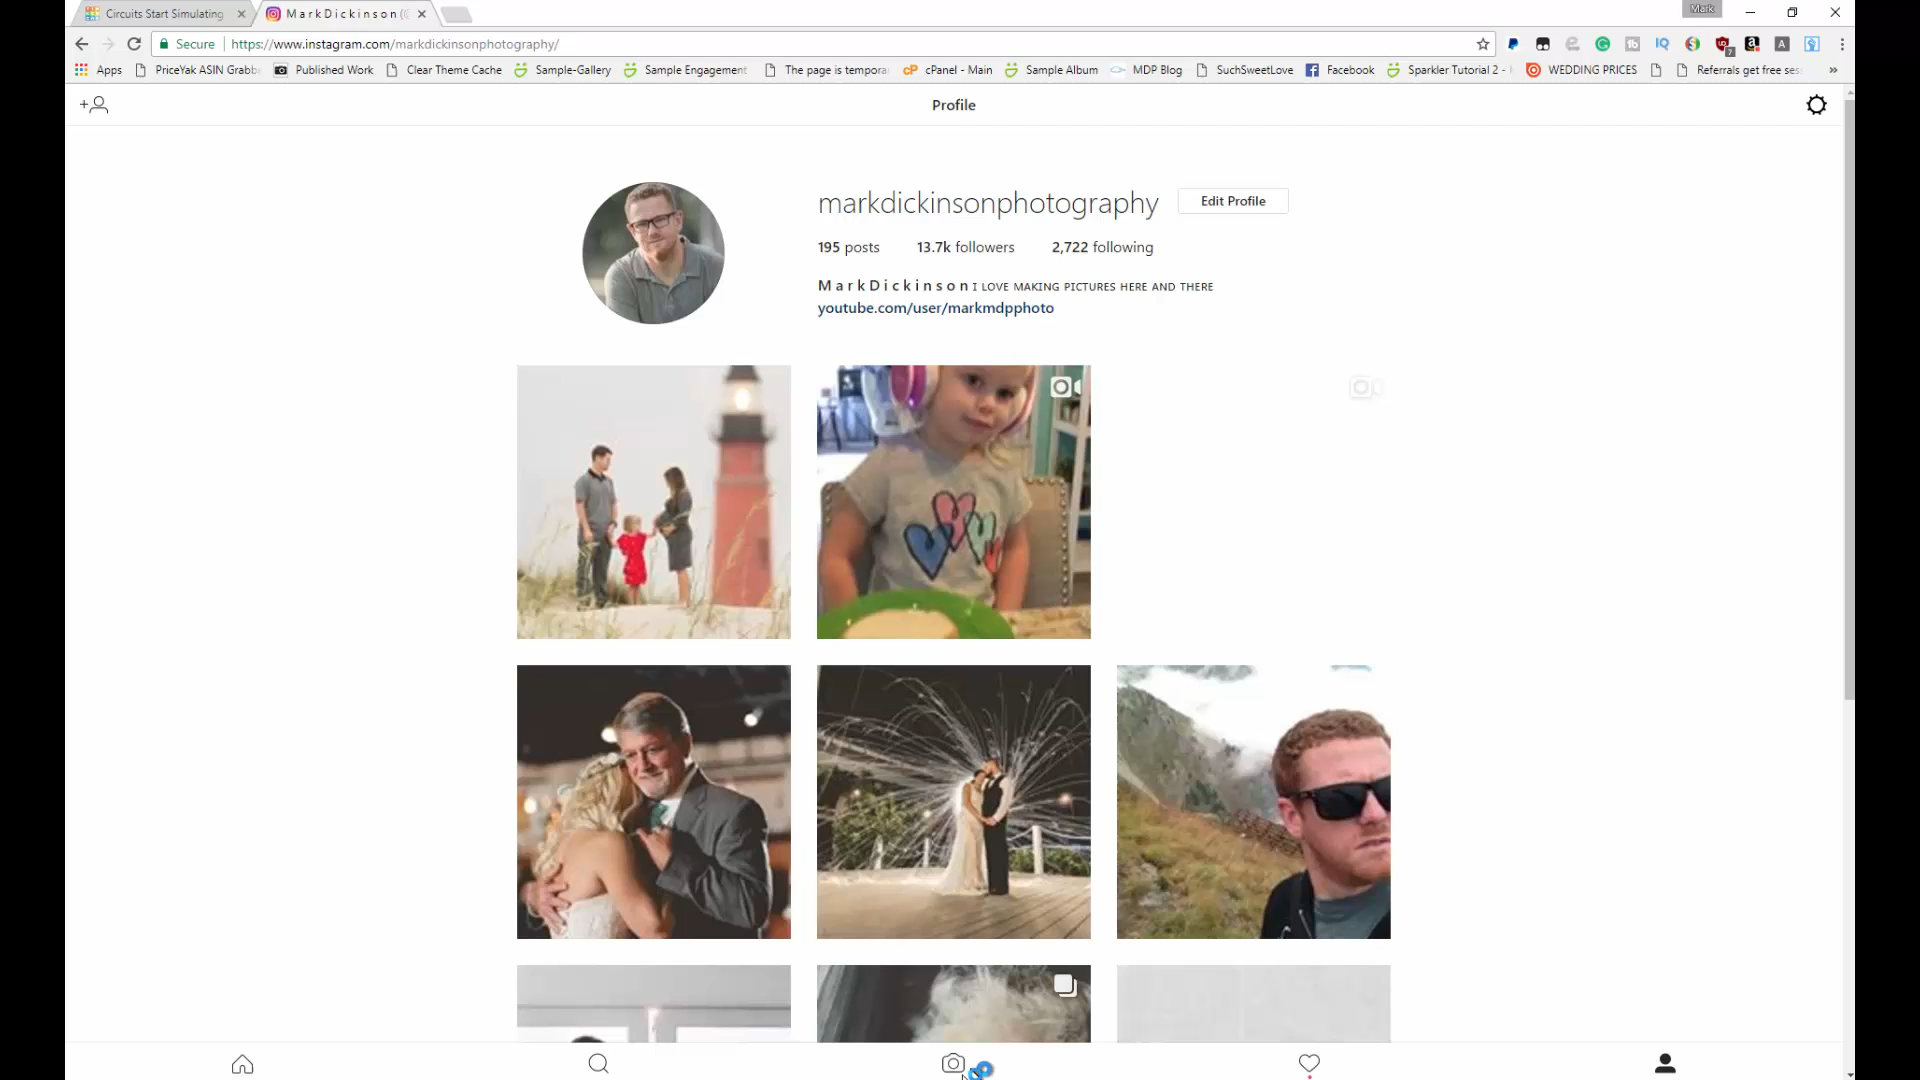 Circuits Start Simulating
M a r k D i c k i n s o n (
Mark
Secure
https://www.instagram.com/markdickinsonphotography/
Apps
PriceYak ASIN Grabb
Published Work
Clear Theme Cache
Sample-Gallery
Sample Engagement
The page is tempora
cPanel - Main
Sample Album
MDP Blog
SuchSweetLove
Facebook
Sparkler Tutorial 2 -
WEDDING PRICES
Referrals get free ses
»
Profile
markdickinsonphotography
Edit Profile
195 posts 13.7k followers 2,722 following
M a r k D i c k i n s o n I LOVE MAKING PICTURES HERE AND THERE
youtube.com/user/markmdpphoto